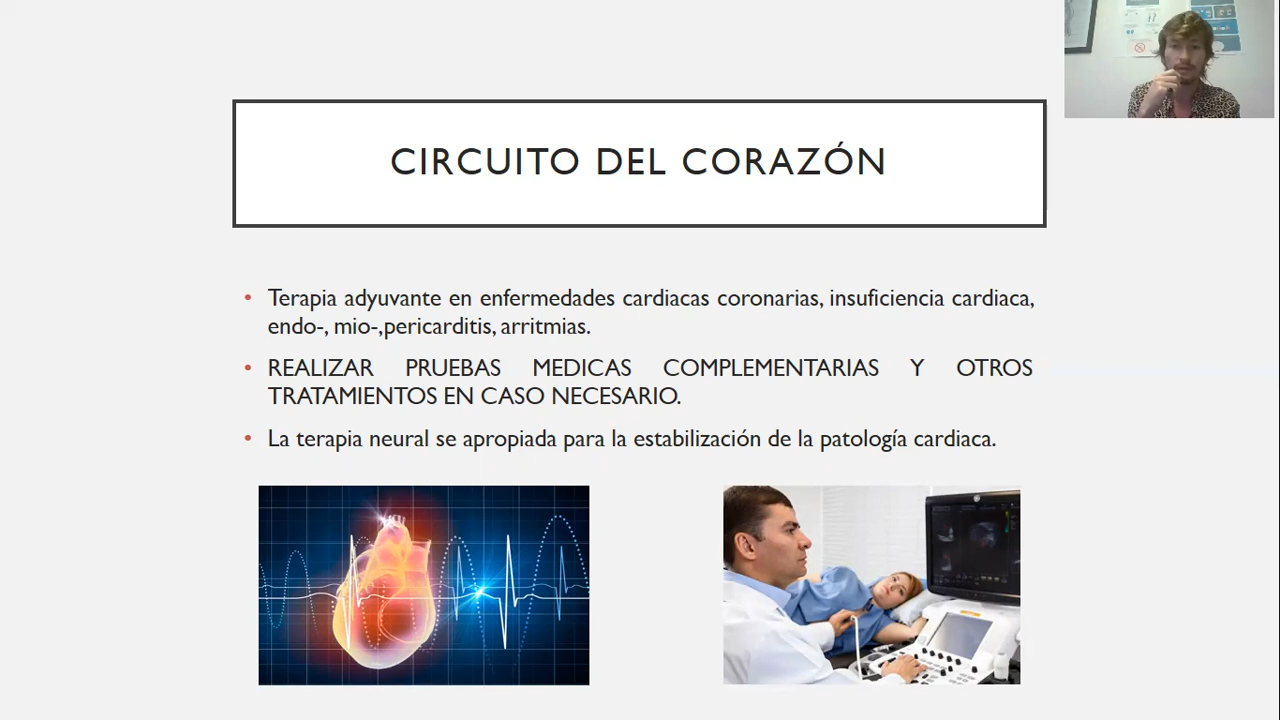 CIRCUITO DEL CORAZÓN
• Terapia adyuvante en enfermedades cardiacas coronarias, insuficiencia cardiaca,
endo-, mio-,pericarditis, arritmias.
• REALIZAR PRUEBAS MEDICAS COMPLEMENTARIAS Y OTROS
TRATAMIENTOS EN CASO NECESARIO.
• La terapia neural se apropiada para la estabilización de la patología cardiaca.